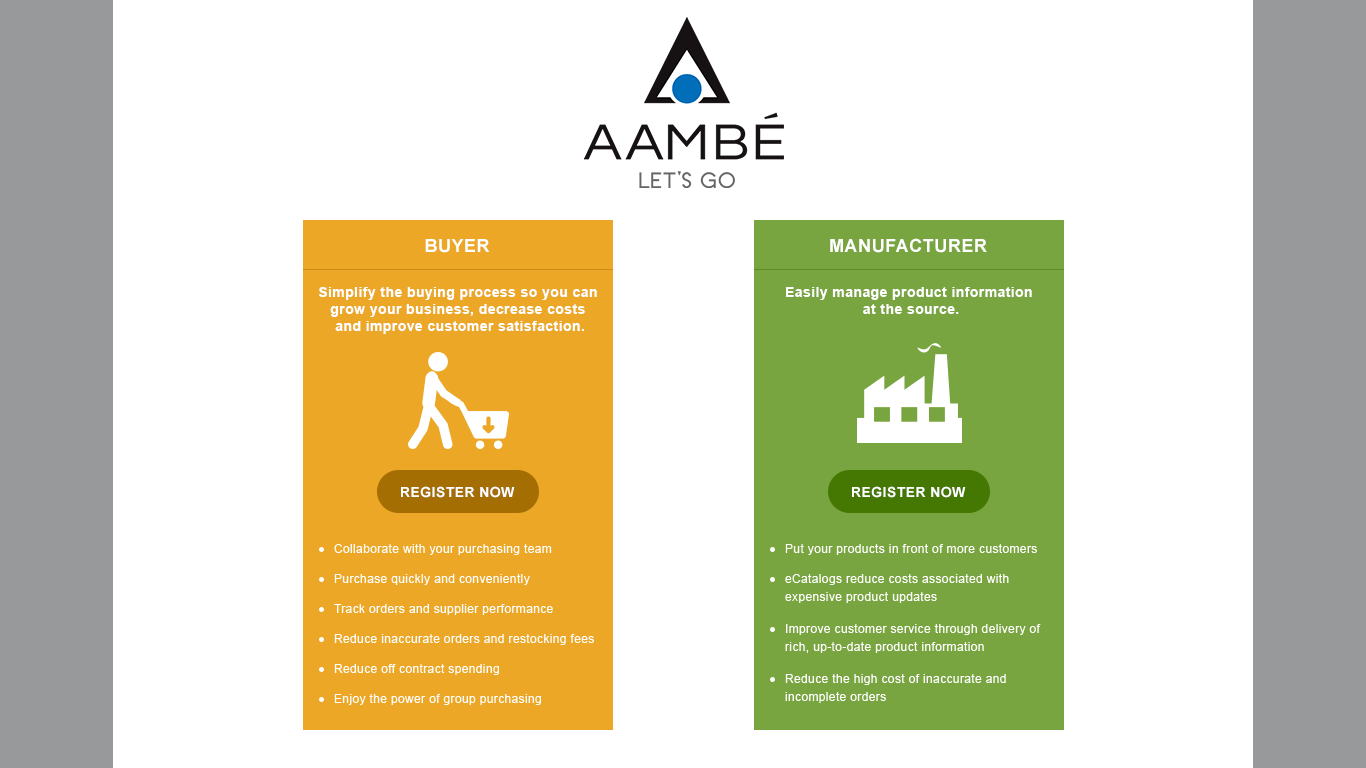 AAMBÉ
LET'S GO
BUYER
Simplify the buying process so you can
grow your business, decrease costs
and improve customer satisfaction.
REGISTER NOW
Collaborate with your purchasing team
Purchase quickly and conveniently
Track orders and supplier performance
Reduce inaccurate orders and restocking fees
Reduce off contract spending
Enjoy the power of group purchasing
MANUFACTURER
Easily manage product information
at the source.
REGISTER NOW
Put your products in front of more customers
eCatalogs reduce costs associated with
expensive product updates
Improve customer service through delivery of
rich, up-to-date product information
Reduce the high cost of inaccurate and
incomplete orders